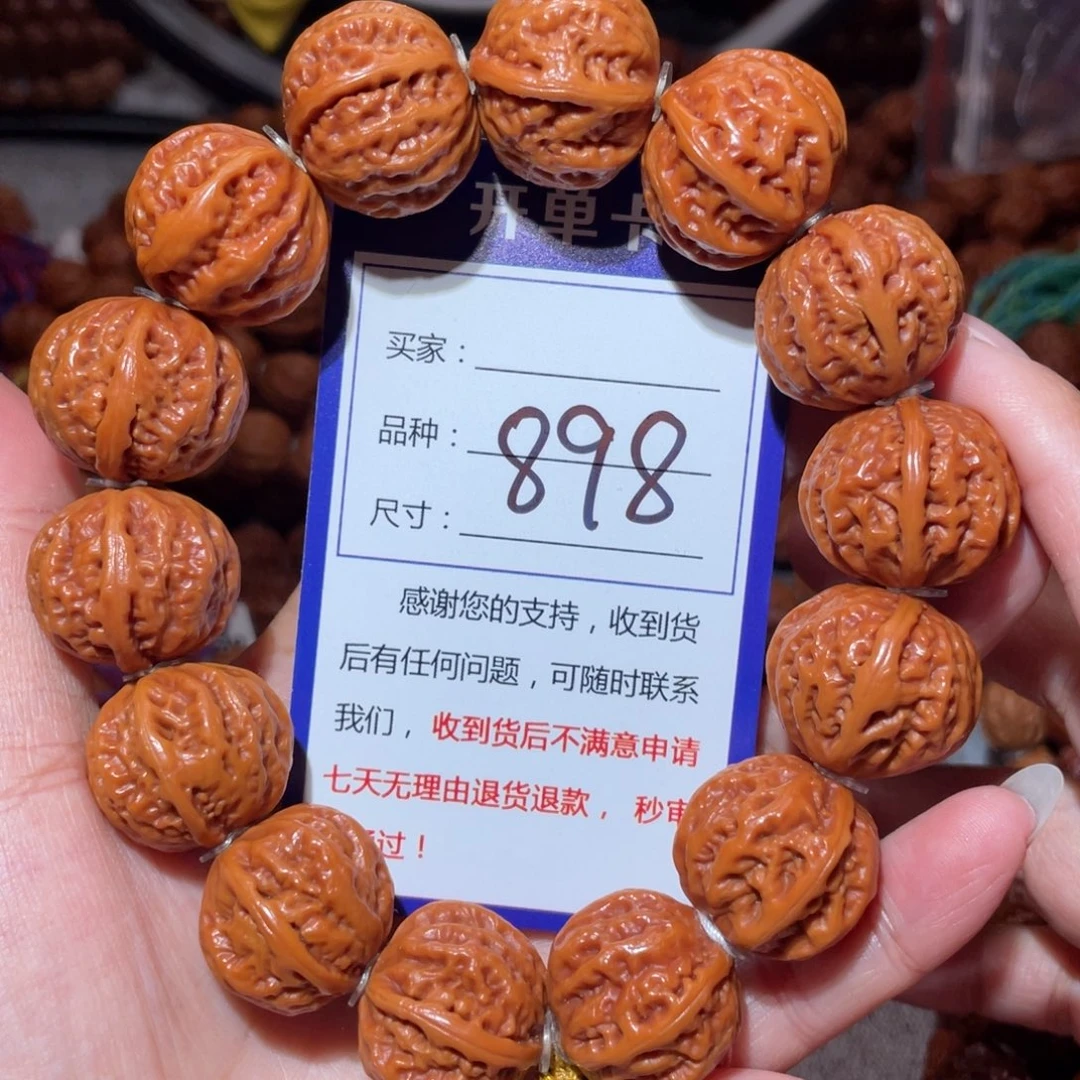 开单卡
买家：
品种：
898
尺寸：
感谢您的支持，收到货
后有任何问题，可随时联系
我们，收到货后不满意申请
七天无理由退货退款， 秒审
过！